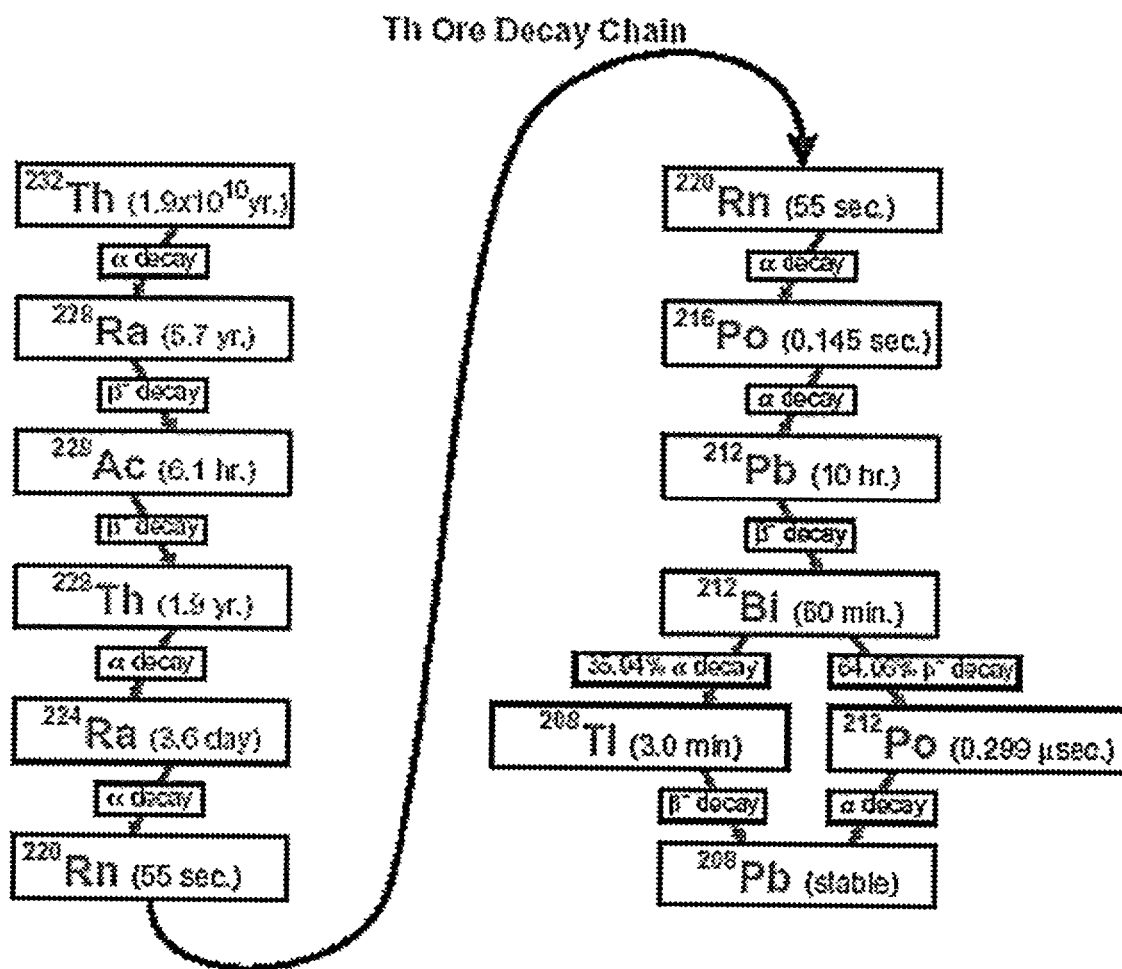 Th Ore Decay Chain
232Th (1.9x10^10 yr.)
α decay
228Ra (5.7 yr.)
β⁻ decay
228Ac (6.1 hr.)
β⁻ decay
228Th (1.9 yr.)
α decay
224Ra (3.6 day)
α decay
220Rn (55 sec.)
220Rn (55 sec.)
α decay
216Po (0.145 sec.)
α decay
212Pb (10 hr.)
β⁻ decay
212Bi (60 min.)
α decay
β⁻ decay
208Tl (3.0 min)
212Po (0.299 μsec.)
β⁻ decay
α decay
208Pb (stable)